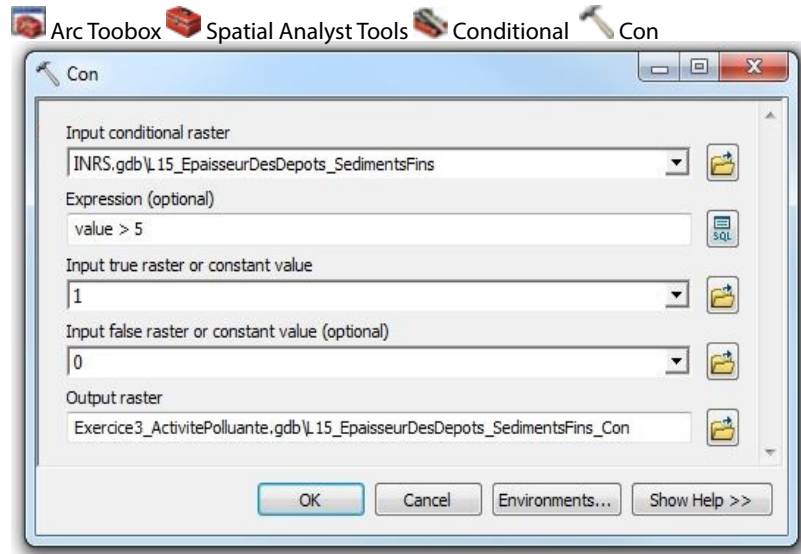 Arc Toobox Spatial Analyst Tools Conditional Con
Con
Input conditional raster
INRS.gdb\L15_EpaisseurDesDepots_SedimentsFins
Expression (optional)
value > 5
SQL
Input true raster or constant value
1
Input false raster or constant value (optional)
0
Output raster
Exercice3_ActivitePolluante.gdb\L15_EpaisseurDesDepots_SedimentsFins_Con
OK Cancel Environments... Show Help >>